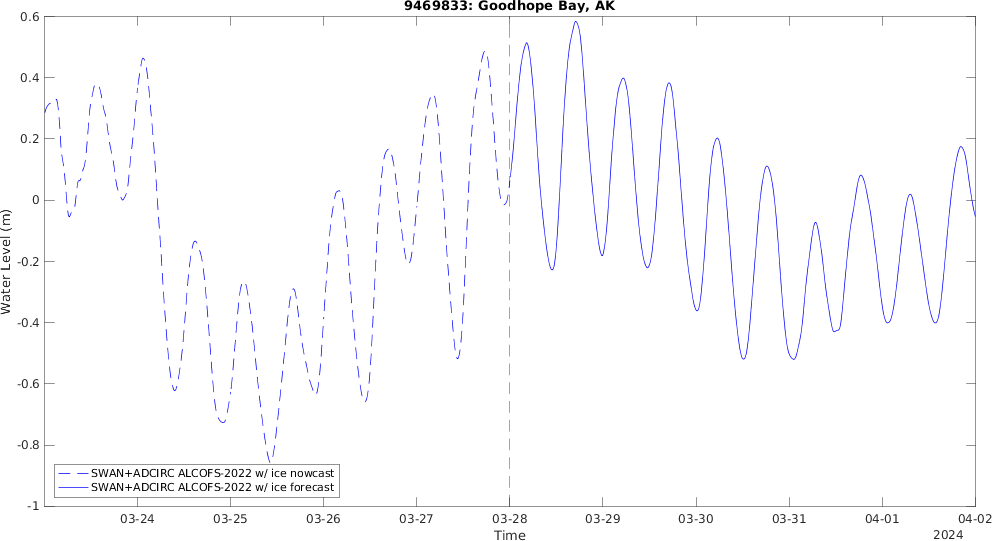 9469833: Goodhope Bay, AK
Water Level (m)
0.6
0.4
0.2
0
-0.2
-0.4
-0.6
-0.8
-1
SWAN+ADCIRC ALCOFS-2022 w/ ice nowcast
SWAN+ADCIRC ALCOFS-2022 w/ ice forecast
03-24 03-25 03-26 03-27 03-28 03-29 03-30 03-31 04-01 04-02
Time
2024